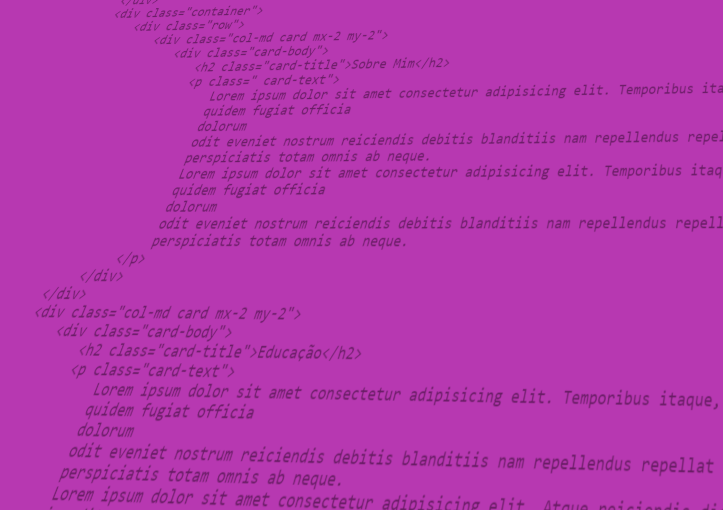 </div>
<div class="container">
<div class="row">
<div class="col-md card mx-2 my-2">
<div class="card-body">
<h2 class="card-title">Sobre Mim</h2>
<p class=" card-text">
Lorem ipsum dolor sit amet consectetur adipisicing elit. Temporibus ita
quidem fugiat officia
dolorum
odit eveniet nostrum reiciendis debitis blanditiis nam repellendus repel
perspiciatis totam omnis ab neque.
Lorem ipsum dolor sit amet consectetur adipisicing elit. Temporibus itaq
quidem fugiat officia
dolorum
odit eveniet nostrum reiciendis debitis blanditiis nam repellendus repell
perspiciatis totam omnis ab neque.
</p>
</div>
</div>
<div class="col-md card mx-2 my-2">
<div class="card-body">
<h2 class="card-title">Educação</h2>
<p class="card-text">
Lorem ipsum dolor sit amet consectetur adipisicing elit. Temporibus itaque,
quidem fugiat officia
dolorum
odit eveniet nostrum reiciendis debitis blanditiis nam repellendus repellat
perspiciatis totam omnis ab neque.
Lorem ipsum dolor sit amet consectetur adipisicing elit. Atque reiciendis di